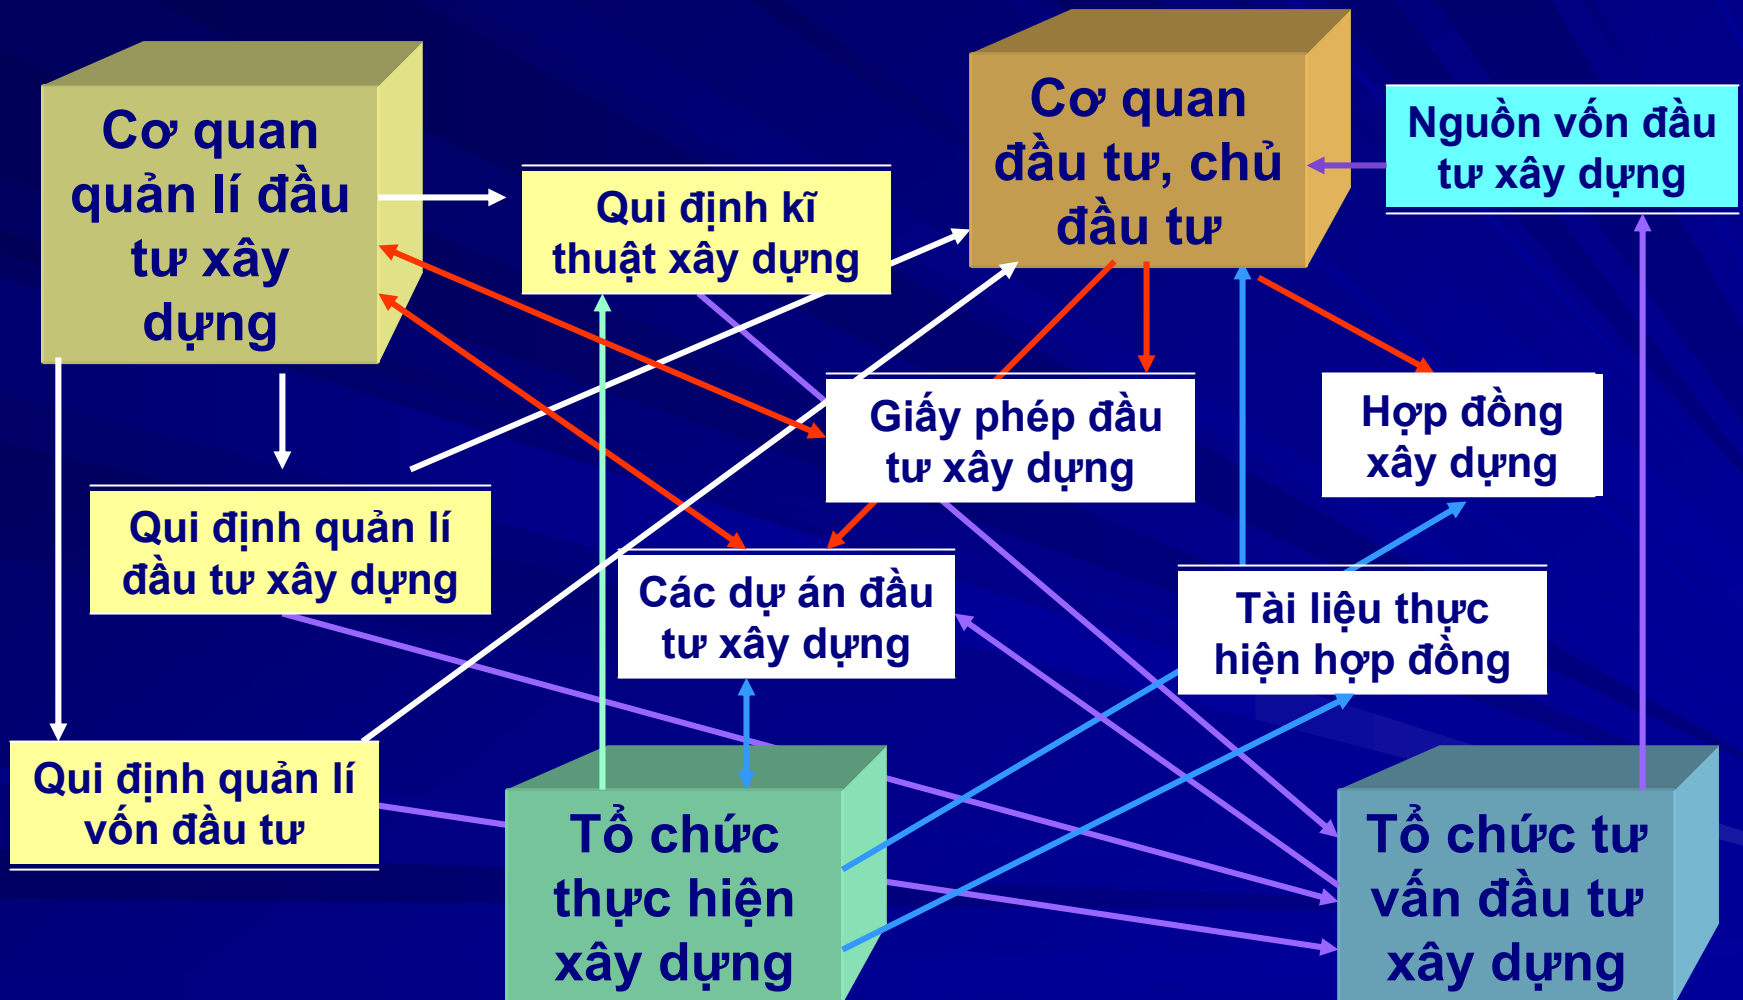 Cơ quan
quản lí đầu
tư xây
dựng
Cơ quan
đầu tư, chủ
đầu tư
Nguồn vốn đầu
tư xây dựng
Qui định kĩ
thuật xây dựng
Giấy phép đầu
tư xây dựng
Hợp đồng
xây dựng
Qui định quản lí
đầu tư xây dựng
Các dự án đầu
tư xây dựng
Tài liệu thực
hiện hợp đồng
Qui định quản lí
vốn đầu tư
Tổ chức
thực hiện
xây dựng
Tổ chức tư
vấn đầu tư
xây dựng